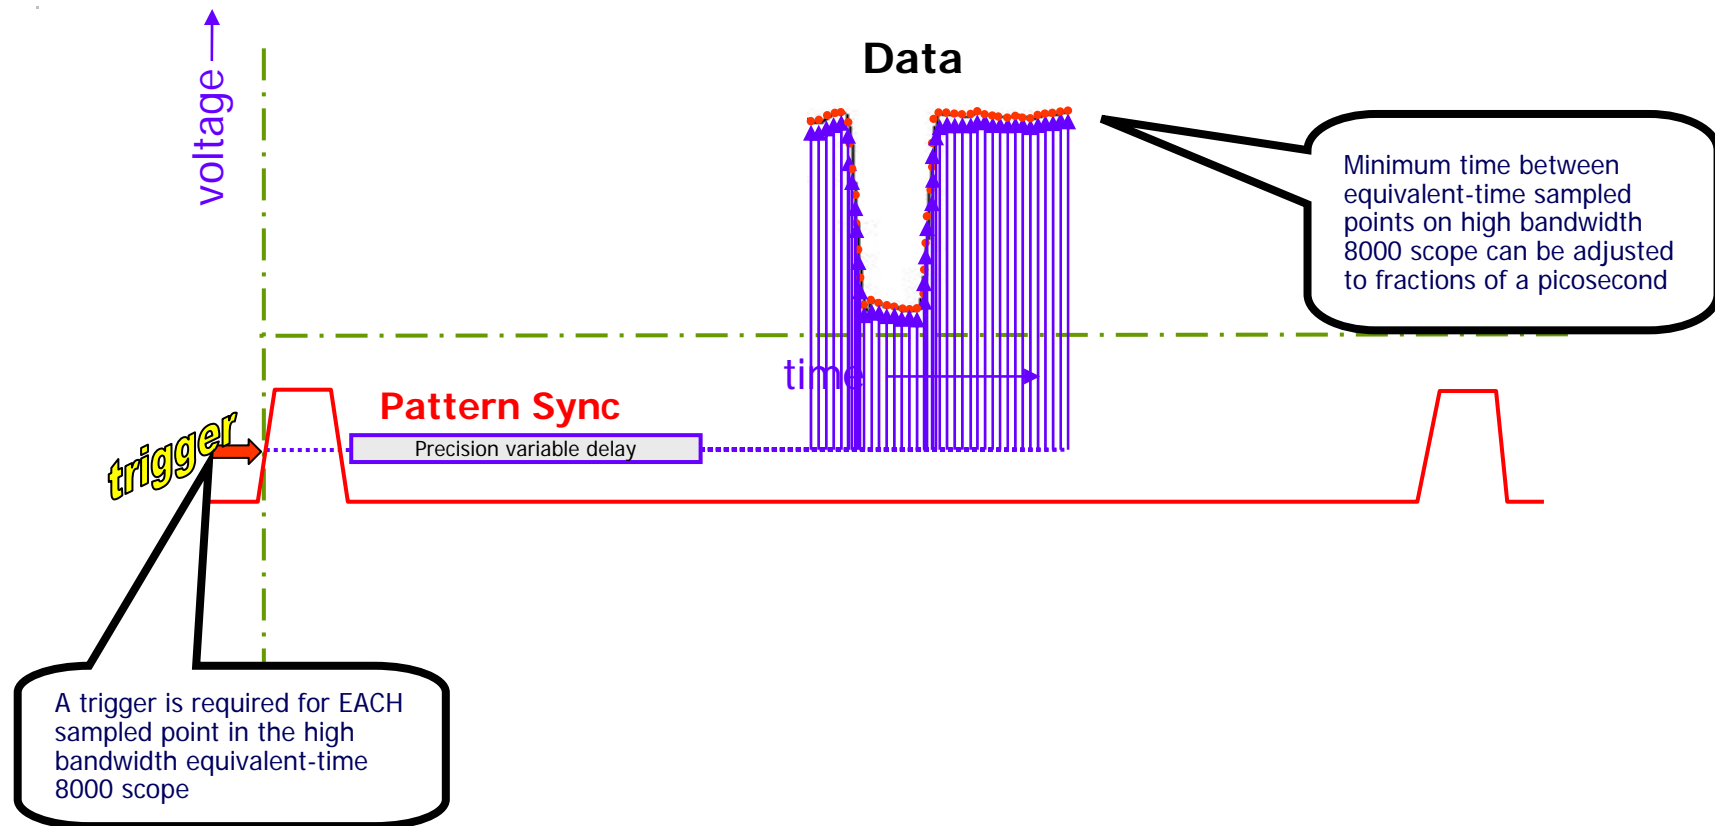 voltage
Data
Minimum time between
equivalent-time sampled
points on high bandwidth
8000 scope can be adjusted
to fractions of a picosecond
time
Pattern Sync
trigger
Precision variable delay
A trigger is required for EACH
sampled point in the high
bandwidth equivalent-time
8000 scope